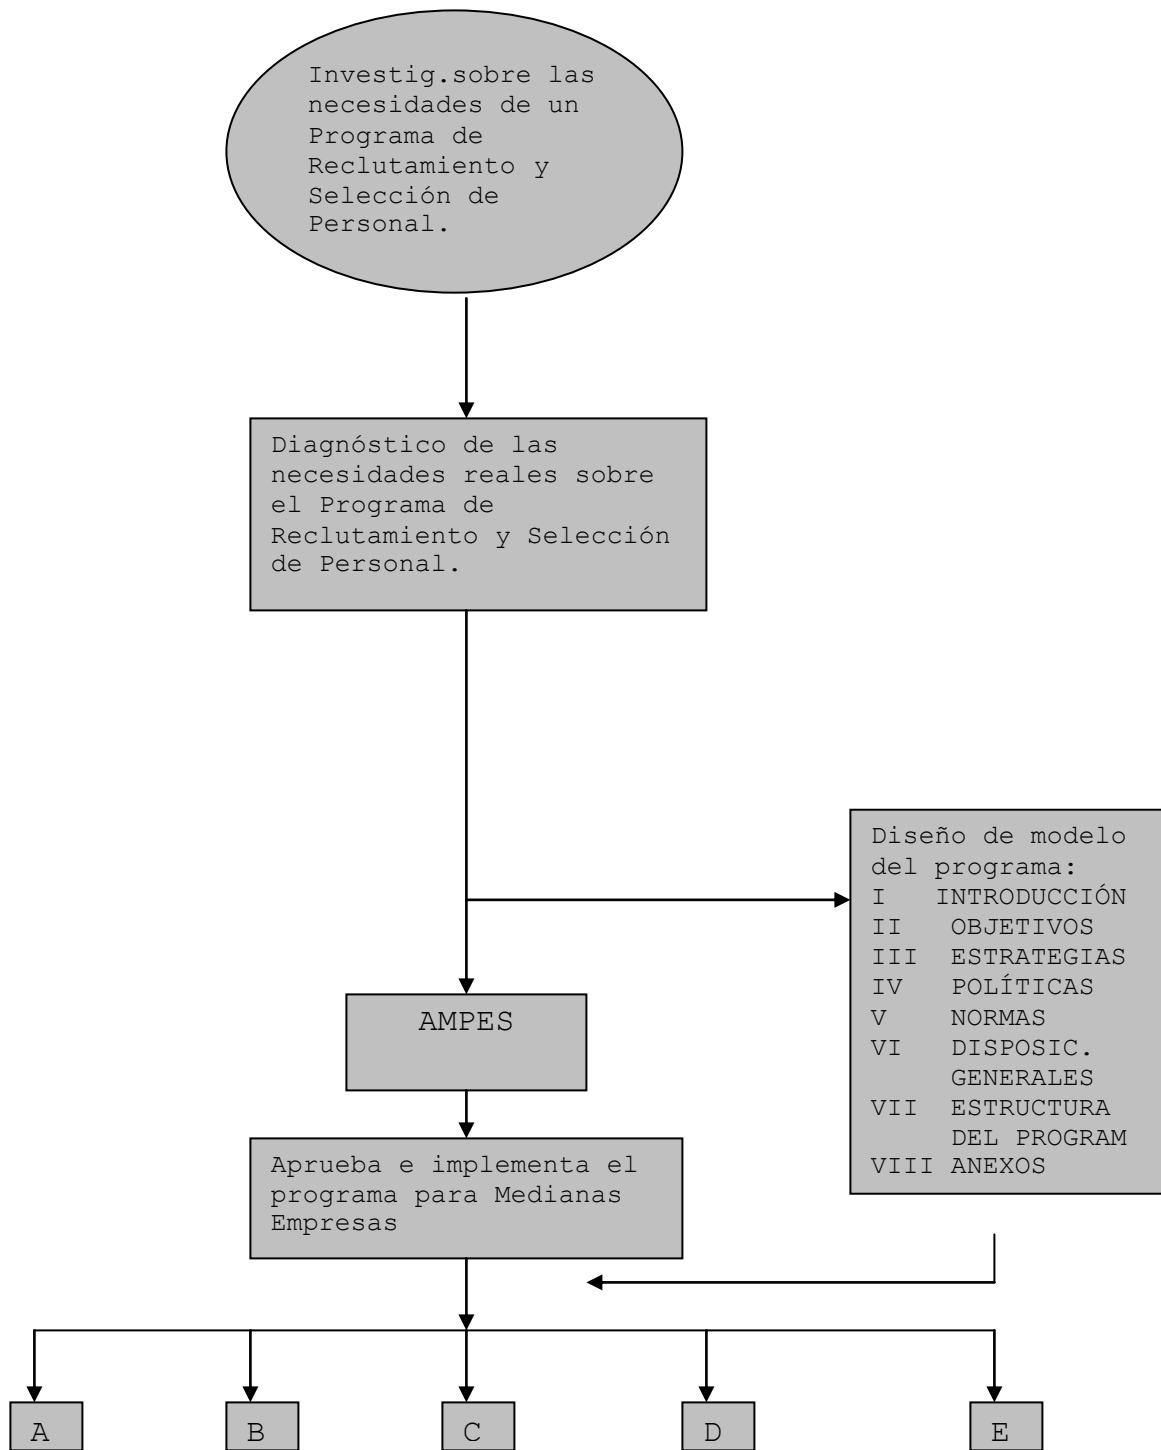 Investig.sobre las
necesidades de un
Programa de
Reclutamiento y
Selección de
Personal.
Diagnóstico de las
necesidades reales sobre
el Programa de
Reclutamiento y Selección
de Personal.
Diseño de modelo
del programa:
I INTRODUCCIÓN
II OBJETIVOS
III ESTRATEGIAS
IV POLÍTICAS
V NORMAS
VI DISPOSIC.
GENERALES
VII ESTRUCTURA
DEL PROGRAM
VIII ANEXOS
AMPES
Aprueba e implementa el
programa para Medianas
Empresas
A B C D E